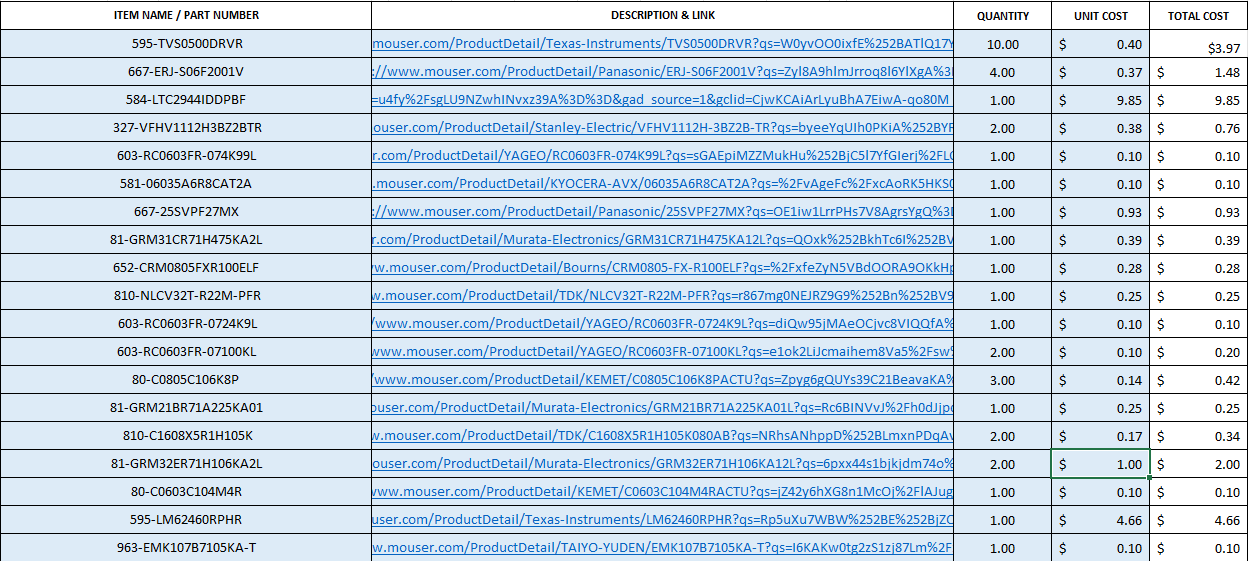 ITEM NAME / PART NUMBER DESCRIPTION & LINK QUANTITY UNIT COST TOTAL COST
595-TVS0500DRVR mouser.com/ProductDetail/Texas-Instruments/TVS0500DRVR?qs=W0yvOO0ixfE%252BATlQ17Y 10.00 $ 0.40 $3.97
667-ERJ-S06F2001V ://www.mouser.com/ProductDetail/Panasonic/ERJ-S06F2001V?qs=Zyl8A9hlmJrroq8l6YlXgA%3 4.00 $ 0.37 $ 1.48
584-LTC2944IDDPBF =u4fy%2FsgLU9NZwhINvxz39A%3D%3D&gad_source=1&gclid=CjwKCAiArLyuBhA7EiwA-qo80M 1.00 $ 9.85 $ 9.85
327-VFHV1112H3BZ2BTR ouser.com/ProductDetail/Stanley-Electric/VFHV1112H-3BZ2B-TR?qs=byeeYqUIh0PKiA%252BYF 2.00 $ 0.38 $ 0.76
603-RC0603FR-074K99L r.com/ProductDetail/YAGEO/RC0603FR-074K99L?qs=sGAEpiMZZMukHu%252BjC5l7YfGIerj%2FL 1.00 $ 0.10 $ 0.10
581-06035A6R8CAT2A .mouser.com/ProductDetail/KYOCERA-AVX/06035A6R8CAT2A?qs=%2FvAgeFc%2FxcAoRK5HKS 1.00 $ 0.10 $ 0.10
667-25SVPF27MX ://www.mouser.com/ProductDetail/Panasonic/25SVPF27MX?qs=OE1iw1LrrPHs7V8AgrsYgQ%3 1.00 $ 0.93 $ 0.93
81-GRM31CR71H475KA2L r.com/ProductDetail/Murata-Electronics/GRM31CR71H475KA12L?qs=QOxk%252BkhTc6I%252BV 1.00 $ 0.39 $ 0.39
652-CRM0805FXR100ELF w.mouser.com/ProductDetail/Bourns/CRM0805-FX-R100ELF?qs=%2FxfeZyN5VBdOORA9OKkHp 1.00 $ 0.28 $ 0.28
810-NLCV32T-R22M-PFR w.mouser.com/ProductDetail/TDK/NLCV32T-R22M-PFR?qs=r867mg0NEJRZ9G9%252Bn%252BV9 1.00 $ 0.25 $ 0.25
603-RC0603FR-0724K9L /www.mouser.com/ProductDetail/YAGEO/RC0603FR-0724K9L?qs=diQw95jMAeOCjvc8VIQQfA% 1.00 $ 0.10 $ 0.10
603-RC0603FR-07100KL www.mouser.com/ProductDetail/YAGEO/RC0603FR-07100KL?qs=e1ok2LiJcmaihem8Va5%2Fsw 2.00 $ 0.10 $ 0.20
80-C0805C106K8P /www.mouser.com/ProductDetail/KEMET/C0805C106K8PACTU?qs=Zpyg6gQUYs39C21BeavaKA% 3.00 $ 0.14 $ 0.42
81-GRM21BR71A225KA01 ouser.com/ProductDetail/Murata-Electronics/GRM21BR71A225KA01L?qs=Rc6BINVvJ%2Fh0dJjp 1.00 $ 0.25 $ 0.25
810-C1608X5R1H105K w.mouser.com/ProductDetail/TDK/C1608X5R1H105K080AB?qs=NRhsANhppD%252BLmxnPDqAv 2.00 $ 0.17 $ 0.34
81-GRM32ER71H106KA2L ouser.com/ProductDetail/Murata-Electronics/GRM32ER71H106KA12L?qs=6pxx44s1bjkjdm74o% 2.00 $ 1.00 $ 2.00
80-C0603C104M4R www.mouser.com/ProductDetail/KEMET/C0603C104M4RACTU?qs=jZ42y6hXG8n1McOj%2FlAJug 1.00 $ 0.10 $ 0.10
595-LM62460RPHR user.com/ProductDetail/Texas-Instruments/LM62460RPHR?qs=Rp5uXu7WBW%252BE%252BjZC 1.00 $ 4.66 $ 4.66
963-EMK107B7105KA-T w.mouser.com/ProductDetail/TAIYO-YUDEN/EMK107B7105KA-T?qs=I6KAKw0tg2zS1zj87Lm%2F 1.00 $ 0.10 $ 0.10